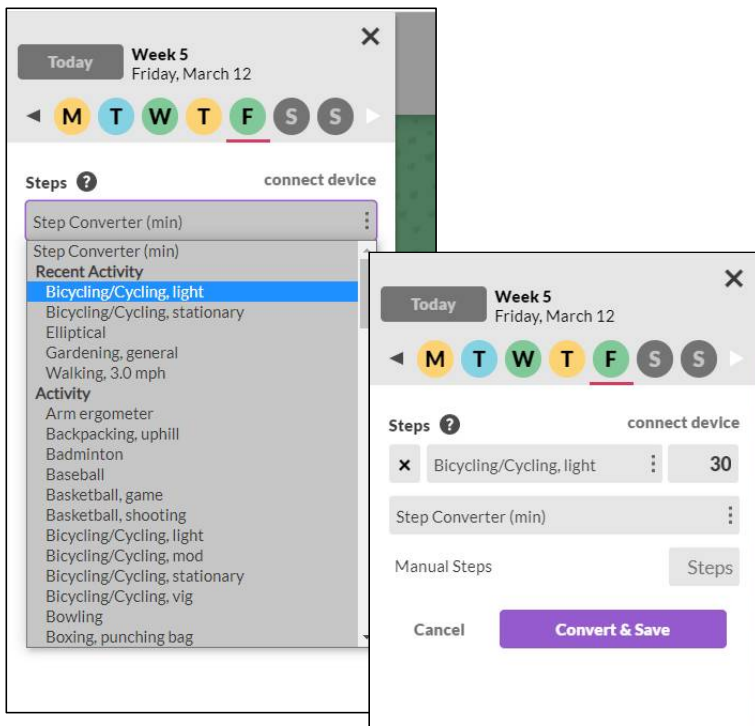 Today
Week 5
Friday, March 12
M T W T F S S
Steps ? connect device
Step Converter (min)
Step Converter (min)
Recent Activity
Bicycling/Cycling, light
Bicycling/Cycling, stationary
Elliptical
Gardening, general
Walking, 3.0 mph
Activity
Arm ergometer
Backpacking, uphill
Badminton
Baseball
Basketball, game
Basketball, shooting
Bicycling/Cycling, light
Bicycling/Cycling, mod
Bicycling/Cycling, stationary
Bicycling/Cycling, vig
Bowling
Boxing, punching bag
Today
Week 5
Friday, March 12
M T W T F S S
Steps ? connect device
Bicycling/Cycling, light 30
Step Converter (min)
Manual Steps Steps
Cancel Convert & Save